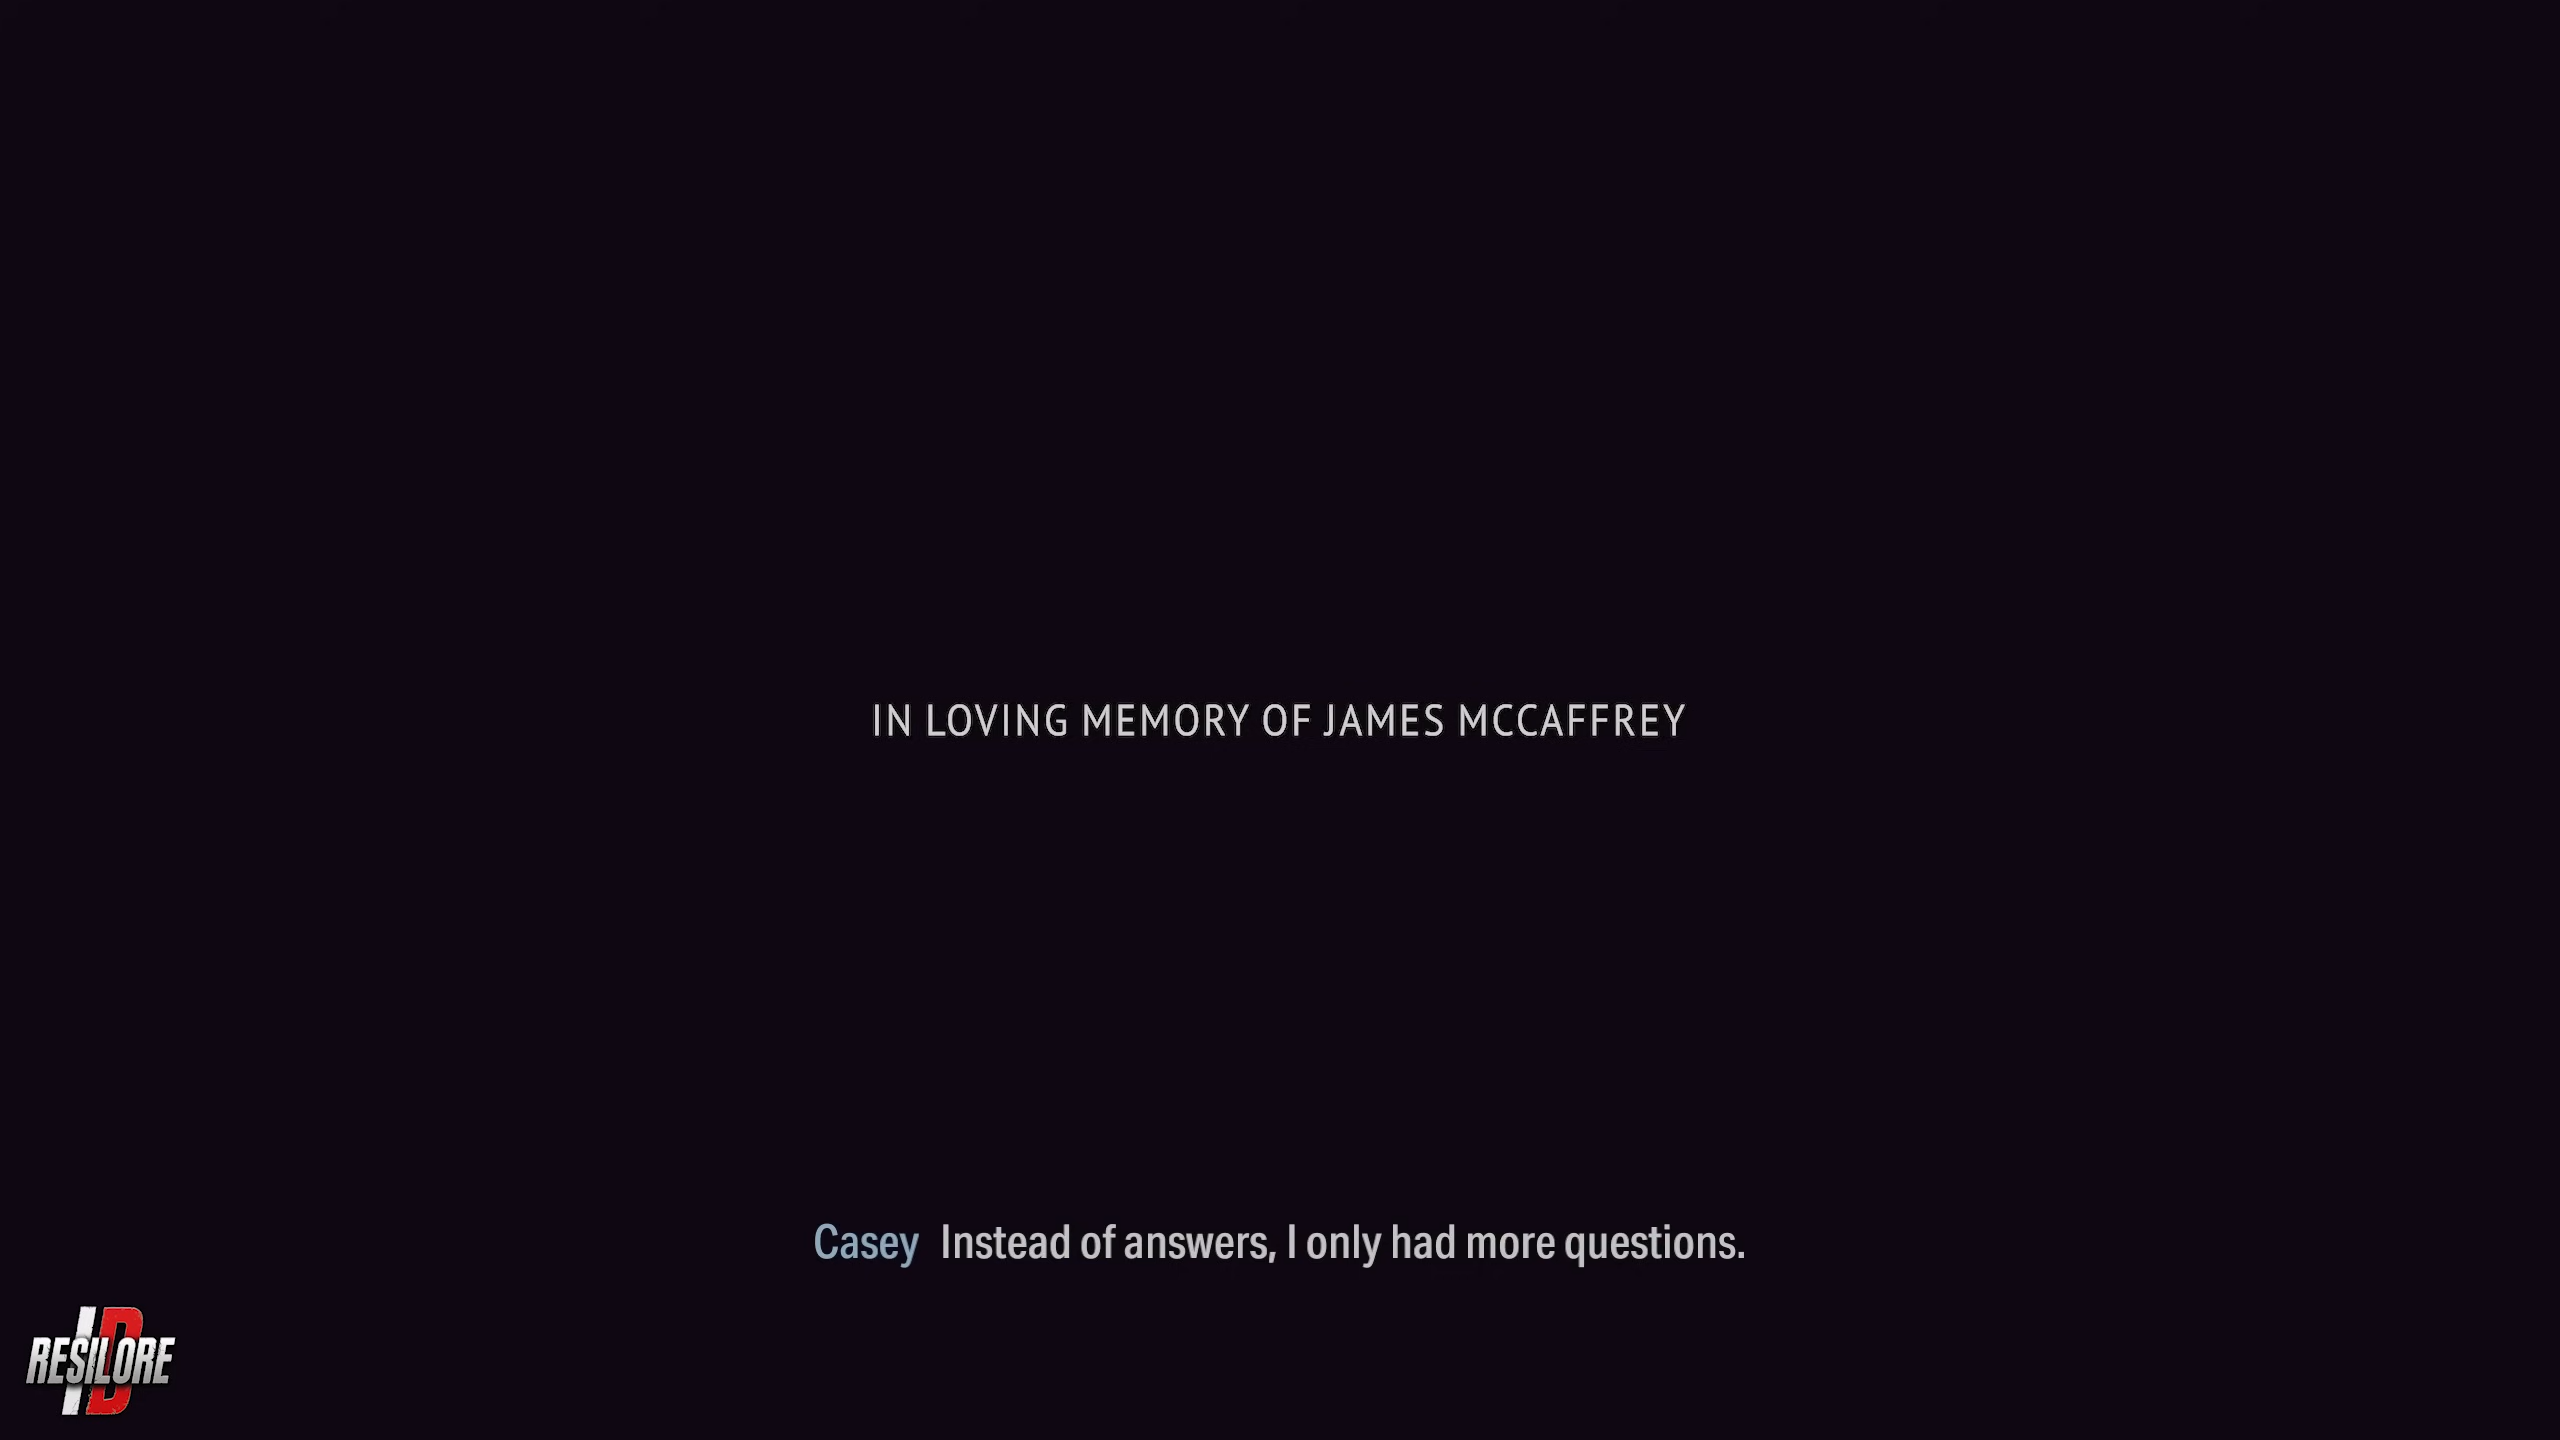 IN LOVING MEMORY OF JAMES MCCAFFREY
Casey Instead of answers, I only had more questions.
RESILORE